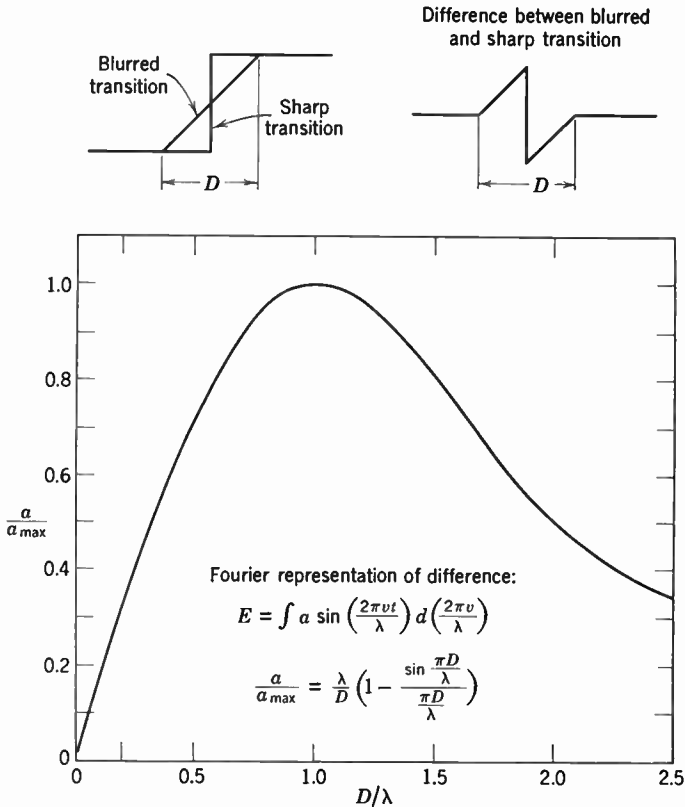 Difference between blurred
and sharp transition
Blurred
transition
Sharp
transition
D
D
1.0
0.8
0.6
a
a max
0.4
0.2
0
Fourier representation of difference:
E = ∫ a sin (2πvt/λ) d(2πv/λ)
a/a max = λ/D (1 − sin πD/λ / πD/λ)
0 0.5 1.0 1.5 2.0 2.5
D/λ